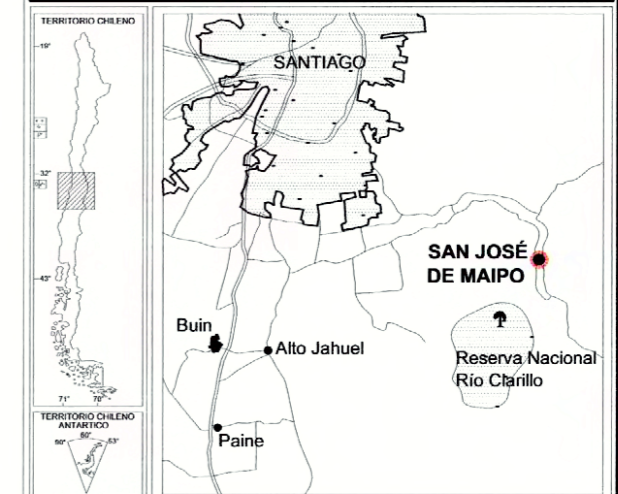 TERRITORIO CHILENO
19°
32°
43°
71° 70°
TERRITORIO CHILENO
ANTARTICO
90° 60° 53°
SANTIAGO
SAN JOSÉ
DE MAIPO
Buin
Alto Jahuel
Reserva Nacional
Río Clarillo
Paine